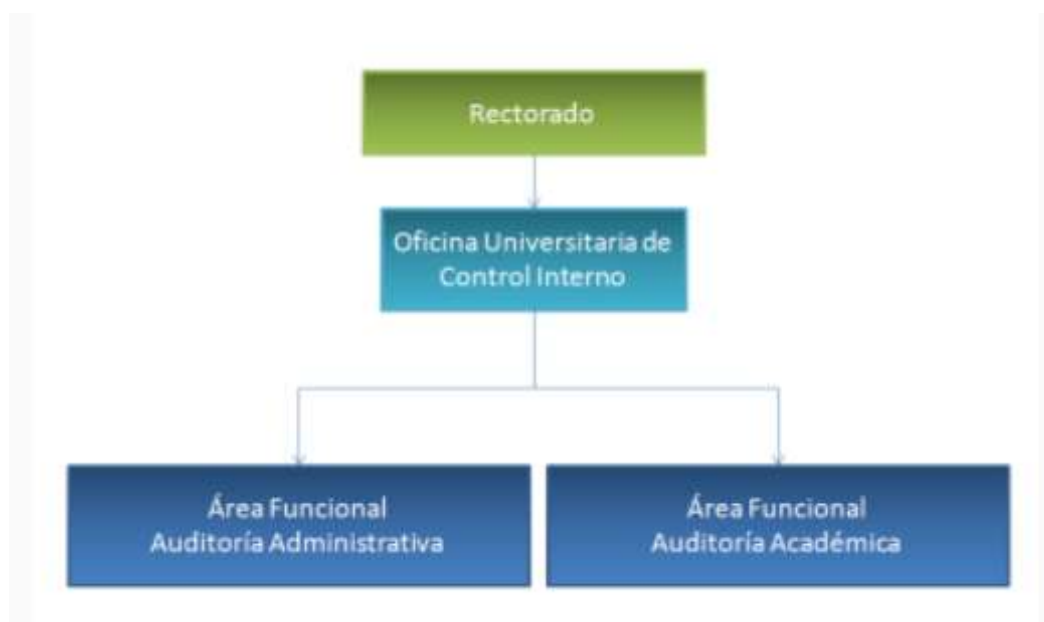 Rectorado
Oficina Universitaria de
Control Interno
Área Funcional
Auditoría Administrativa
Área Funcional
Auditoría Académica